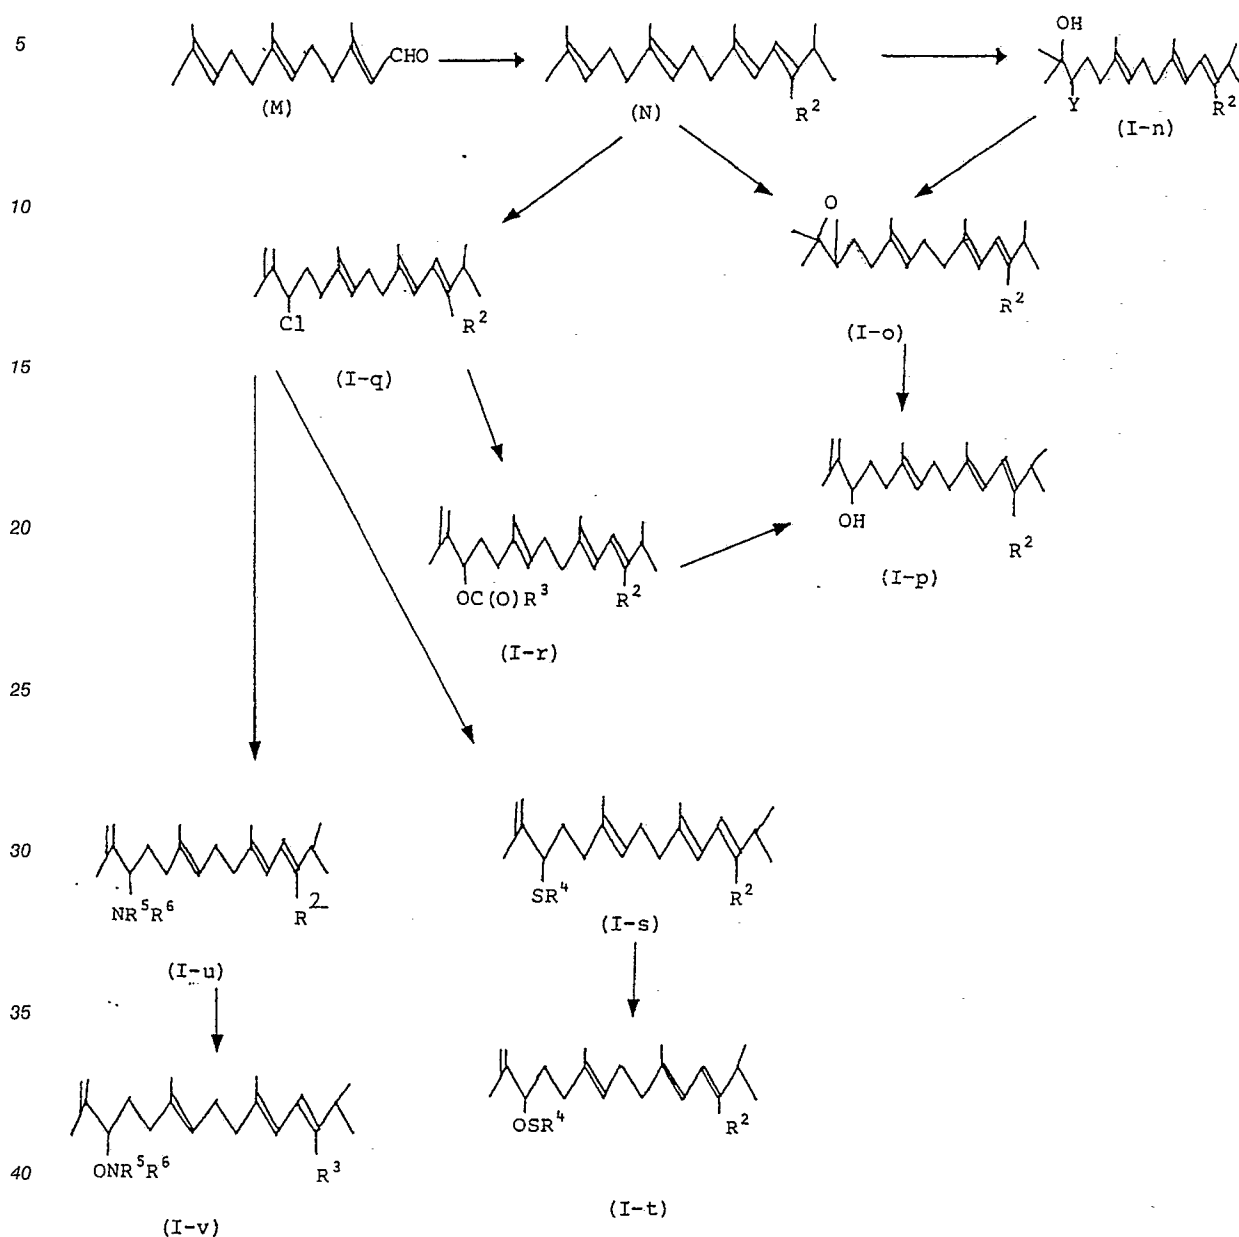 5
OH
CHO
(M)
(N)
R²
Y
R²
(I-n)
10
O
Cl
R²
R²
(I-o)
15
(I-q)
20
OH
R²
(I-p)
OC(O)R³
R²
(I-r)
25
30
NR⁵R⁶
R²
SR⁴
R²
(I-s)
(I-u)
35
OSR⁴
R²
40
ONR⁵R⁶
R³
(I-t)
(I-v)